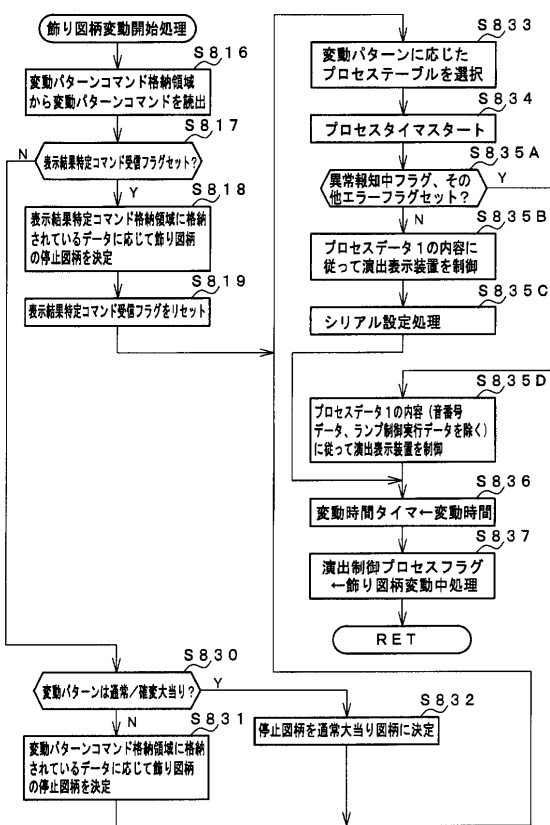 飾り図柄変動開始処理
S816
変動パターンコマンド格納領域
から変動パターンコマンドを読出
S817
N
表示結果特定コマンド受信フラグセット?
Y
S818
表示結果特定コマンド格納領域に格納
されているデータに応じて飾り図柄
の停止図柄を決定
S819
表示結果特定コマンド受信フラグをリセット
S830
変動パターンは通常/確変大当り?
Y
N
S831
変動パターンコマンド格納領域に格納
されているデータに応じて飾り図柄
の停止図柄を決定
S832
停止図柄を通常大当り図柄に決定
S833
変動パターンに応じた
プロセステーブルを選択
S834
プロセスタイマスタート
S835A
異常報知中フラグ、その
他エラーフラグセット?
Y
N
S835B
プロセスデータ1の内容に
従って演出表示装置を制御
S835C
シリアル設定処理
S835D
プロセスデータ1の内容(音番号
データ、ランプ制御実行データを除く)
に従って演出表示装置を制御
S836
変動時間タイマ←変動時間
S837
演出制御プロセスフラグ
←飾り図柄変動中処理
RET